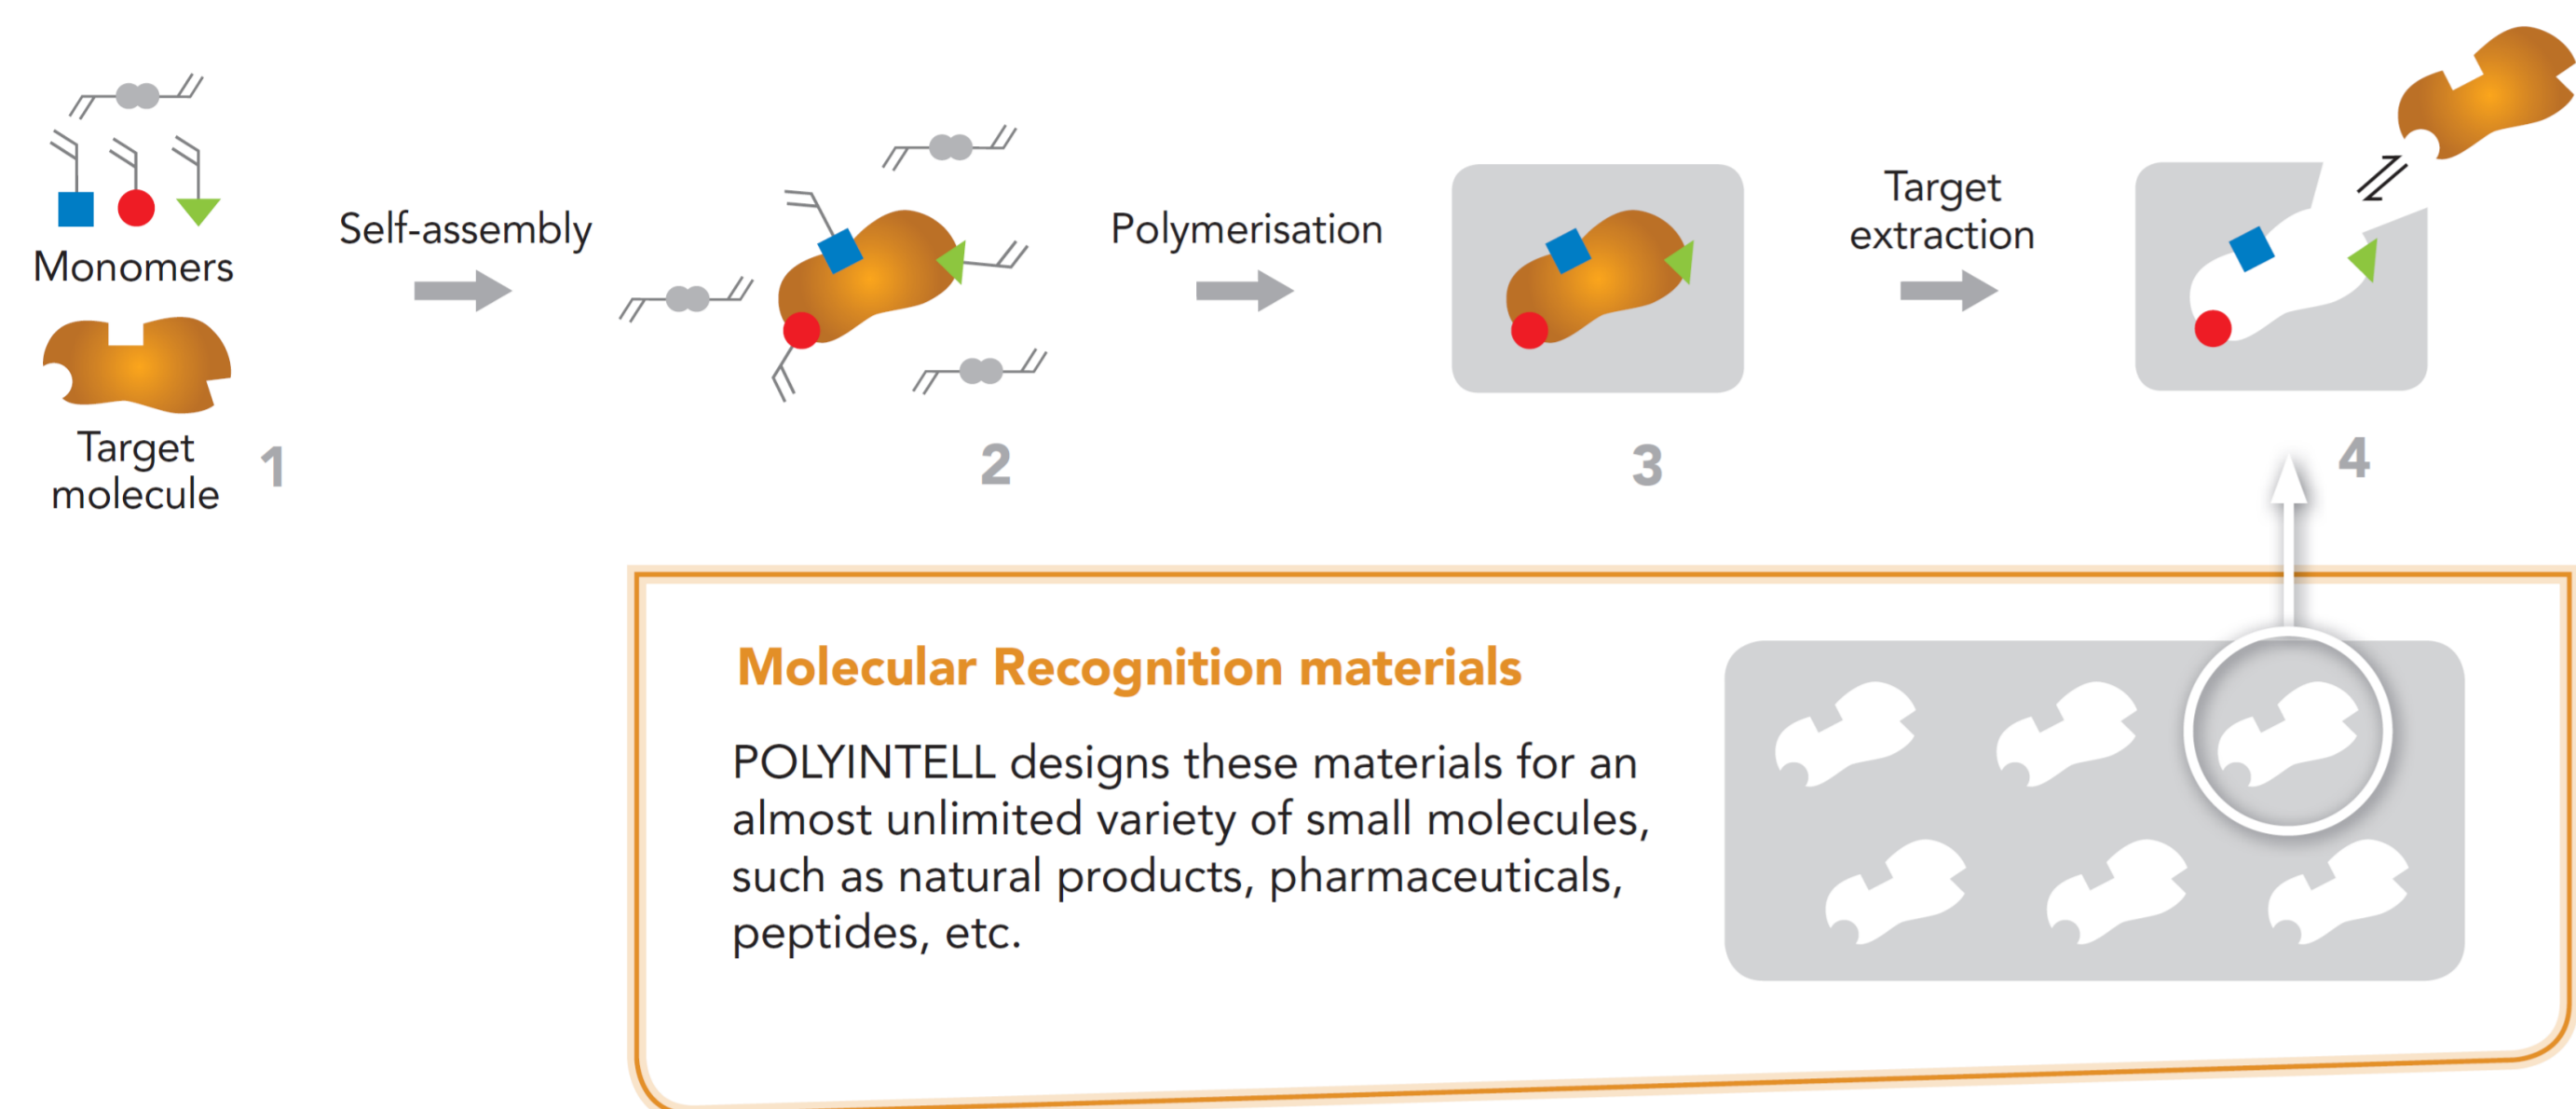 Monomers
Target
molecule
1
Self-assembly
2
Polymerisation
3
Target
extraction
4
Molecular Recognition materials
POLYINTELL designs these materials for an
almost unlimited variety of small molecules,
such as natural products, pharmaceuticals,
peptides, etc.